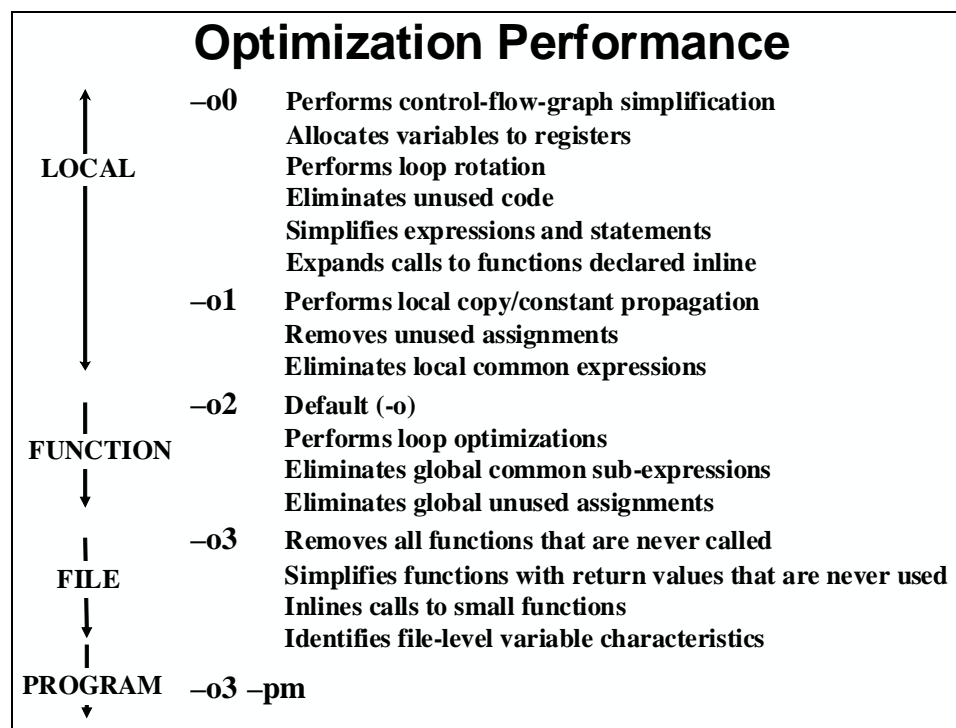 Optimization Performance
–o0 Performs control-flow-graph simplification
Allocates variables to registers
LOCAL Performs loop rotation
Eliminates unused code
Simplifies expressions and statements
Expands calls to functions declared inline
–o1 Performs local copy/constant propagation
Removes unused assignments
Eliminates local common expressions
–o2 Default (-o)
FUNCTION Performs loop optimizations
Eliminates global common sub-expressions
Eliminates global unused assignments
–o3 Removes all functions that are never called
FILE Simplifies functions with return values that are never used
Inlines calls to small functions
Identifies file-level variable characteristics
PROGRAM –o3 –pm